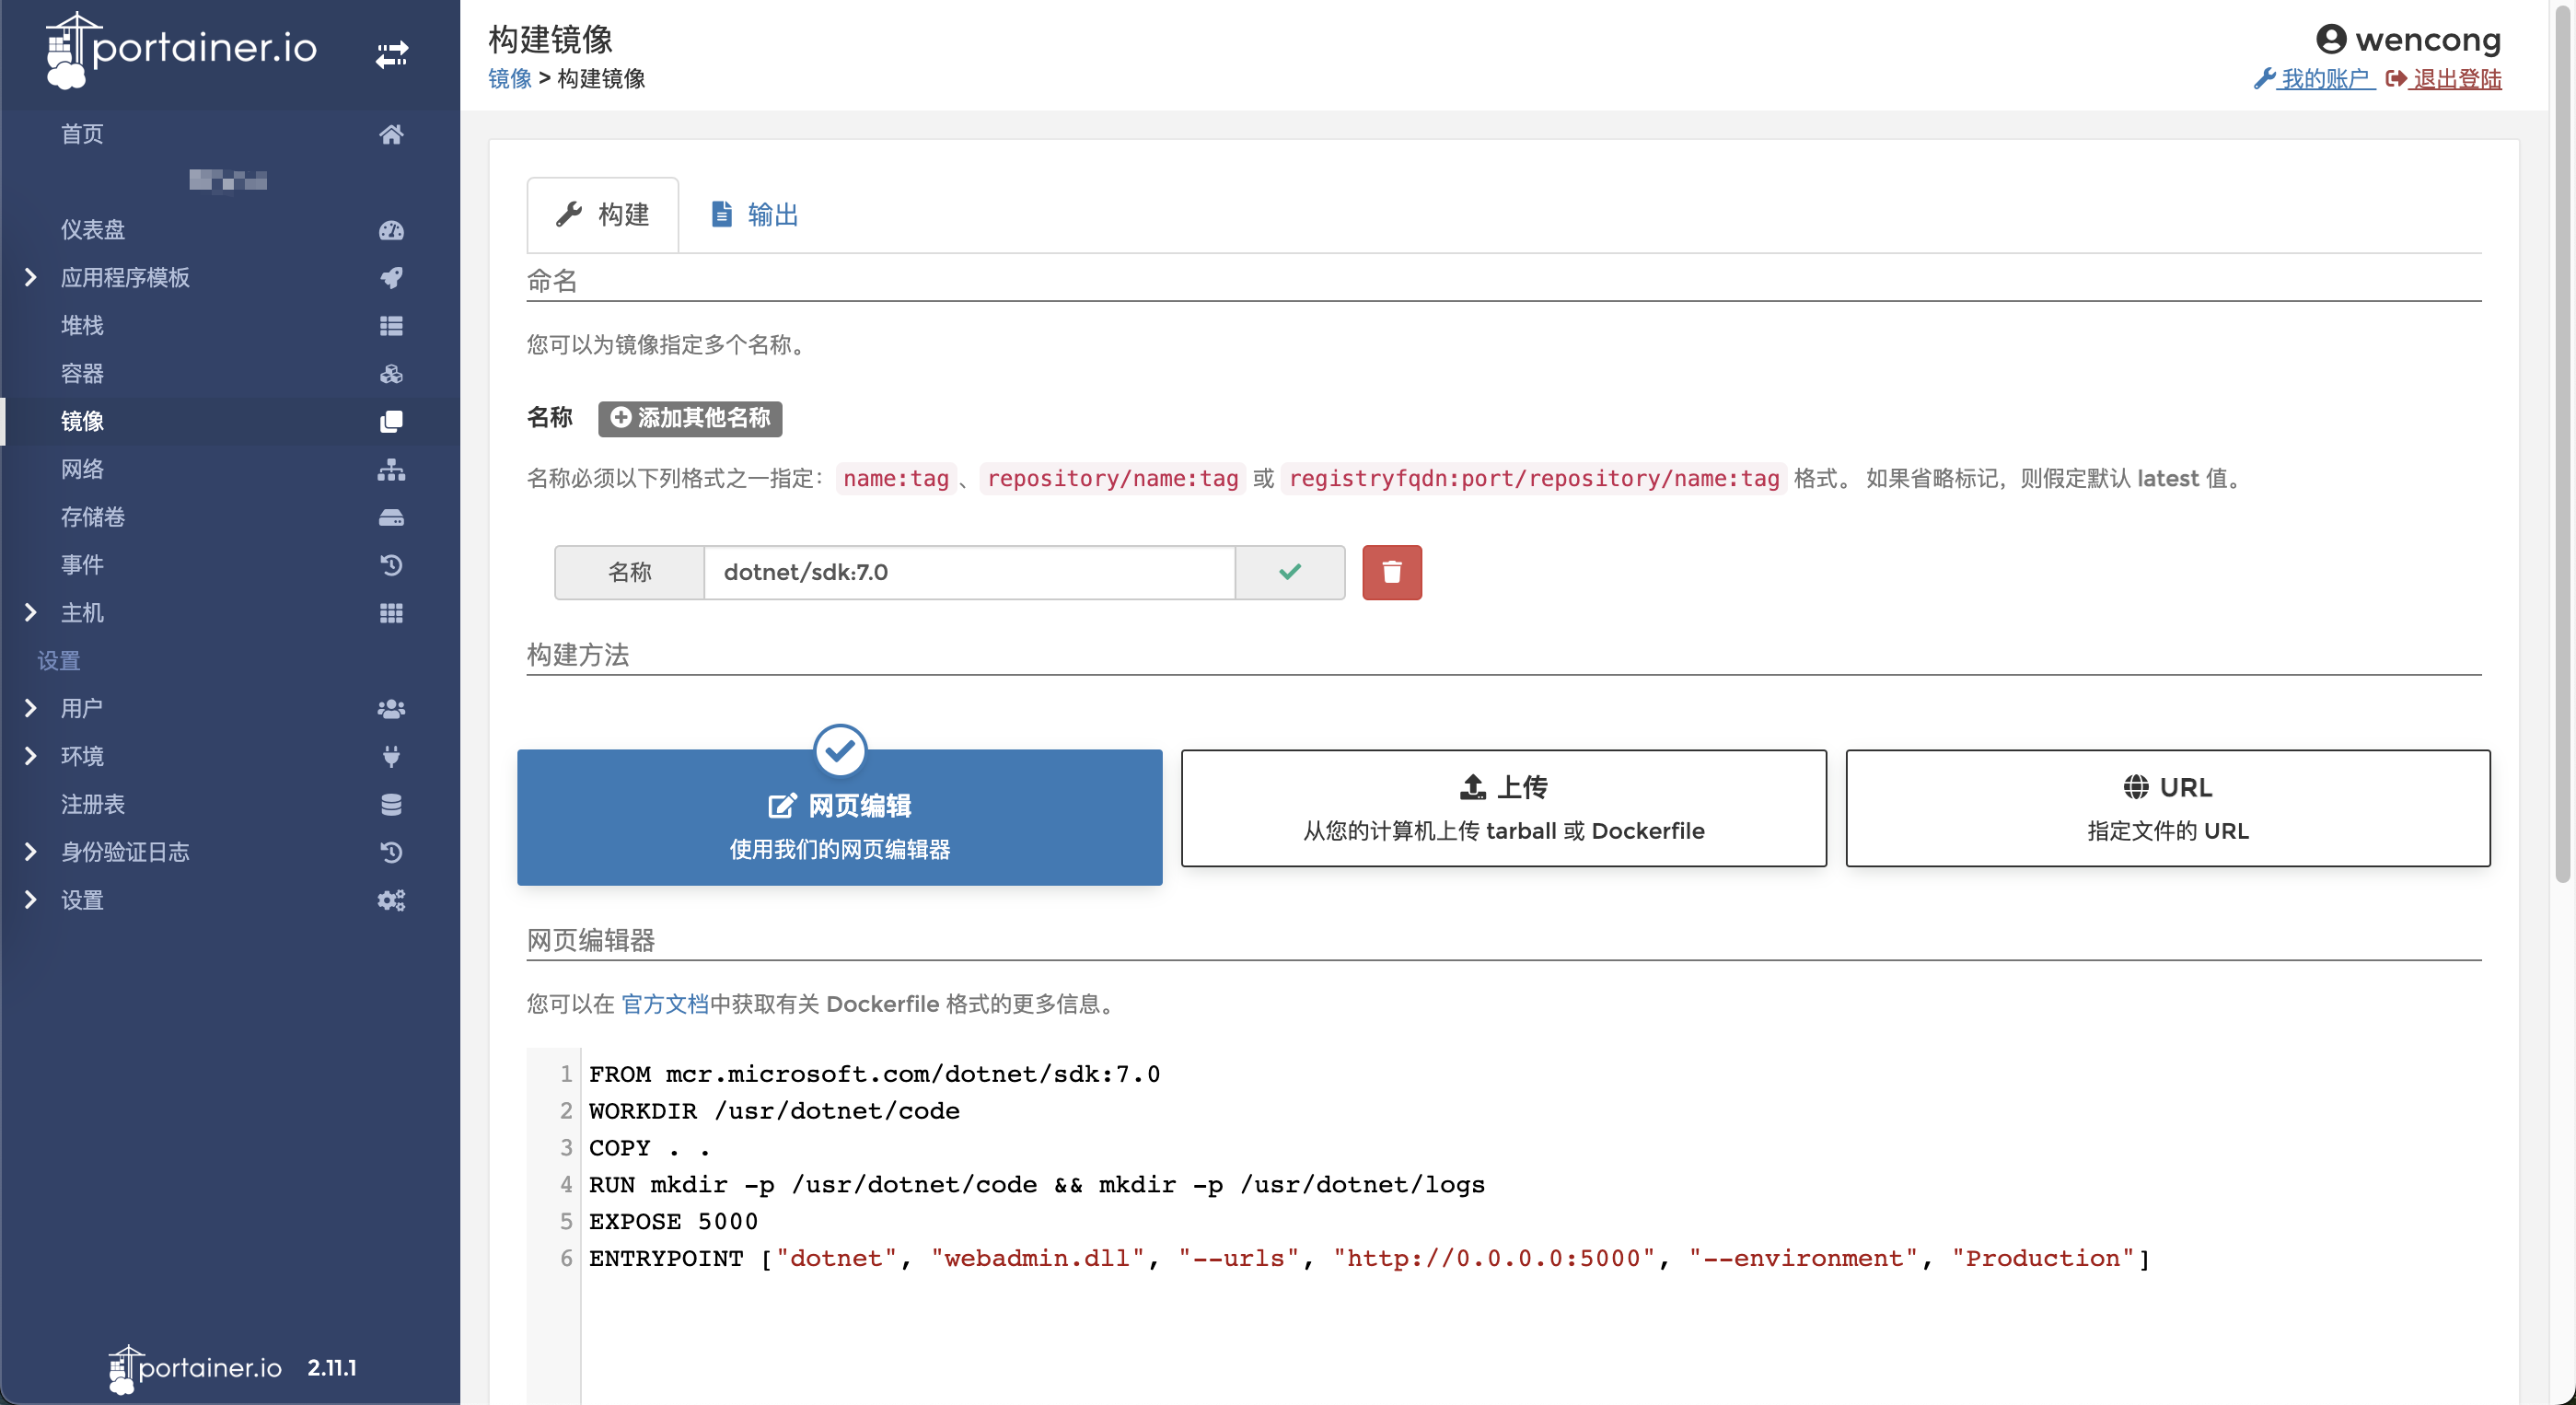 portainer.io
首页
仪表盘
应用程序模板
堆栈
容器
镜像
网络
存储卷
事件
主机
设置
用户
环境
注册表
身份验证日志
设置
portainer.io 2.11.1
构建镜像
镜像 > 构建镜像
wencong
我的账户 退出登陆
构建 输出
命名
您可以为镜像指定多个名称。
名称 添加其他名称
名称必须以下列格式之一指定：name:tag、repository/name:tag 或 registryfqdn:port/repository/name:tag 格式。 如果省略标记，则假定默认 latest 值。
名称 dotnet/sdk:7.0
构建方法
网页编辑
使用我们的网页编辑器
上传
从您的计算机上传 tarball 或 Dockerfile
URL
指定文件的 URL
网页编辑器
您可以在 官方文档中获取有关 Dockerfile 格式的更多信息。
1 FROM mcr.microsoft.com/dotnet/sdk:7.0
2 WORKDIR /usr/dotnet/code
3 COPY . .
4 RUN mkdir -p /usr/dotnet/code && mkdir -p /usr/dotnet/logs
5 EXPOSE 5000
6 ENTRYPOINT ["dotnet", "webadmin.dll", "--urls", "http://0.0.0.0:5000", "--environment", "Production"]